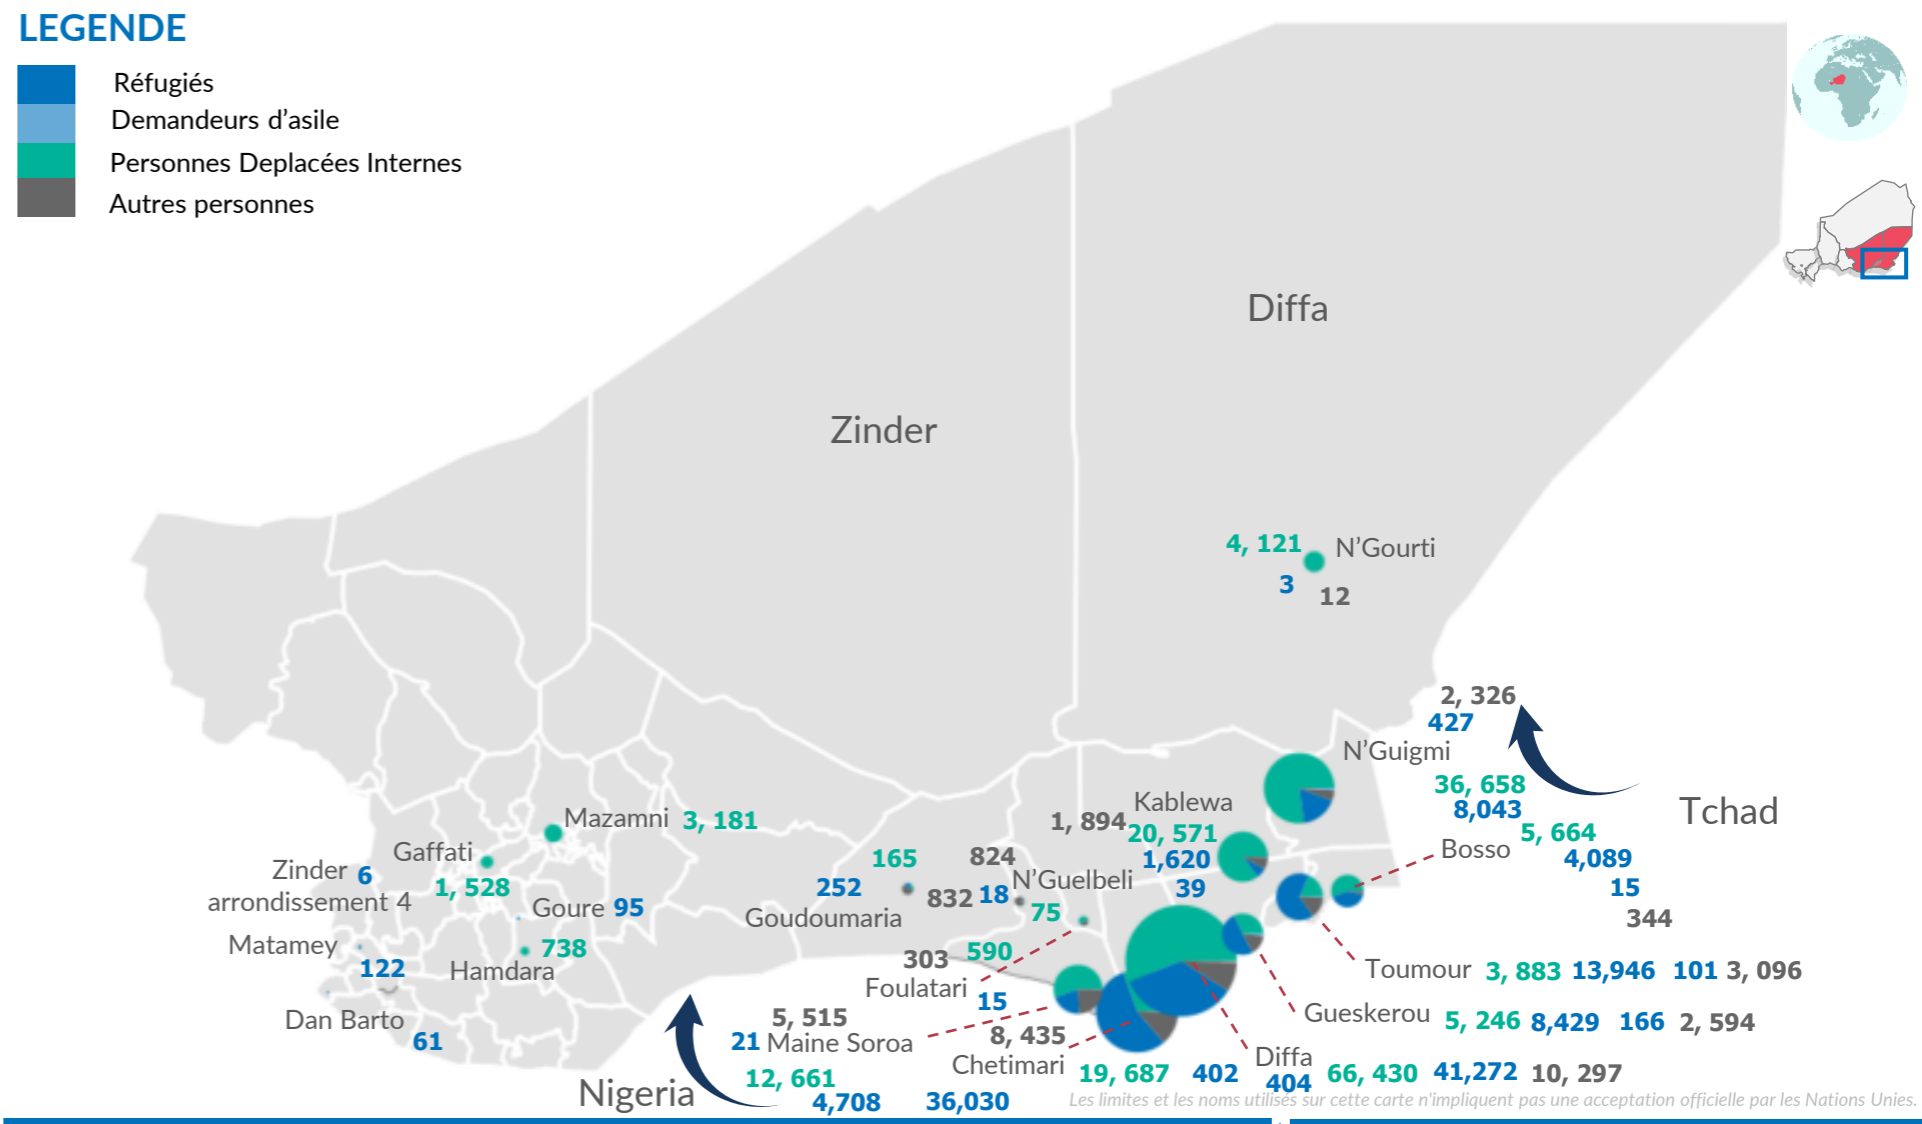 LEGENDE
Réfugiés
Demandeurs d’asile
Personnes Deplacées Internes
Autres personnes
Diffa
Zinder
4, 121
N’Gourti
3
12
2, 326
427
N’Guigmi
36, 658
8,043
Tchad
Kablewa
1, 894
20, 571
1,620
39
5, 664
Bosso
4,089
15
344
Mazamni 3, 181
Gaffati
1, 528
Zinder 6
arrondissement 4
Goure 95
Matamey
122
738
Hamdara
Dan Barto
61
165
252
832
Goudoumaria
824
18
N’Guelbeli
75
303
590
Foulatari
15
Toumour 3, 883 13,946 101 3, 096
Gueskerou 5, 246 8,429 166 2, 594
5, 515
21 Maine Soroa
12, 661
4,708
8, 435
Chetimari
19, 687 402
36,030
Diffa
404 66, 430 41,272 10, 297
Nigeria
Les limites et les noms utilisés sur cette carte n'impliquent pas une acceptation officielle par les Nations Unies.